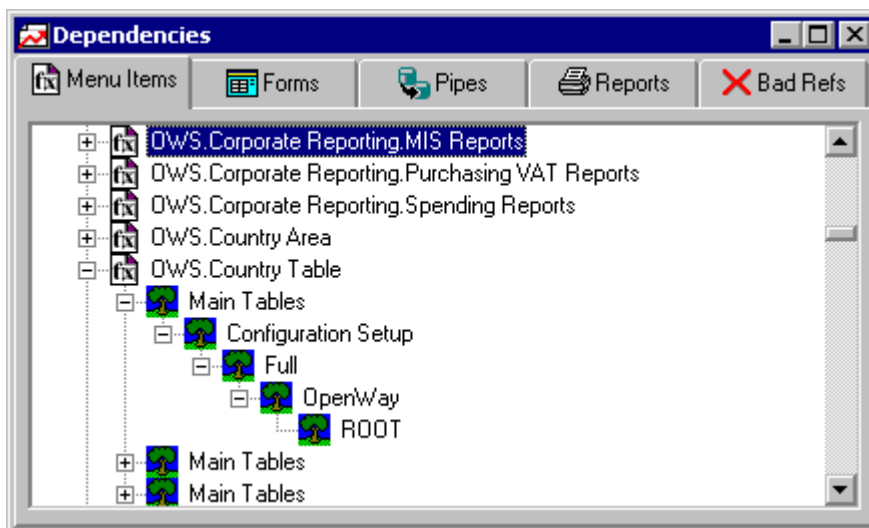 Dependencies
Menu Items Forms Pipes Reports Bad Refs
OWS.Corporate Reporting.MIS Reports
OWS.Corporate Reporting.Purchasing VAT Reports
OWS.Corporate Reporting.Spending Reports
OWS.Country Area
OWS.Country Table
Main Tables
Configuration Setup
Full
OpenWay
ROOT
Main Tables
Main Tables